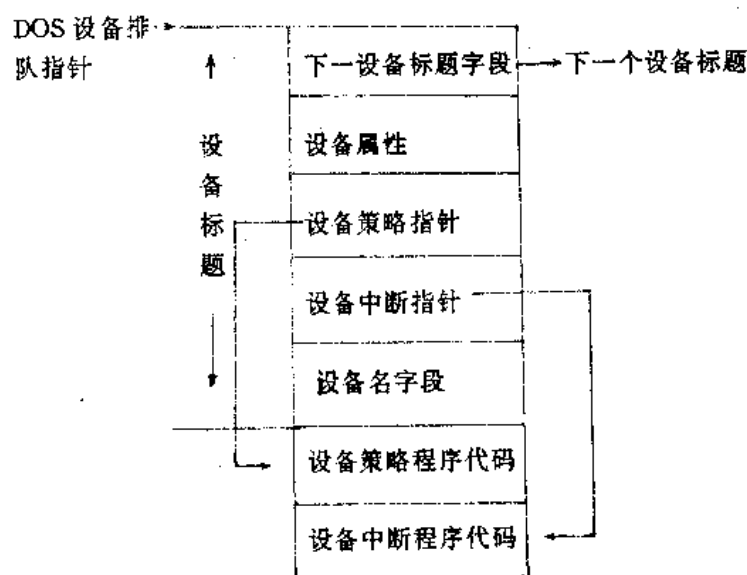 DOS 设备排
队指针
下一设备标题字段
下一个设备标题
设备标题
设备属性
设备策略指针
设备中断指针
设备名字段
设备策略程序代码
设备中断程序代码